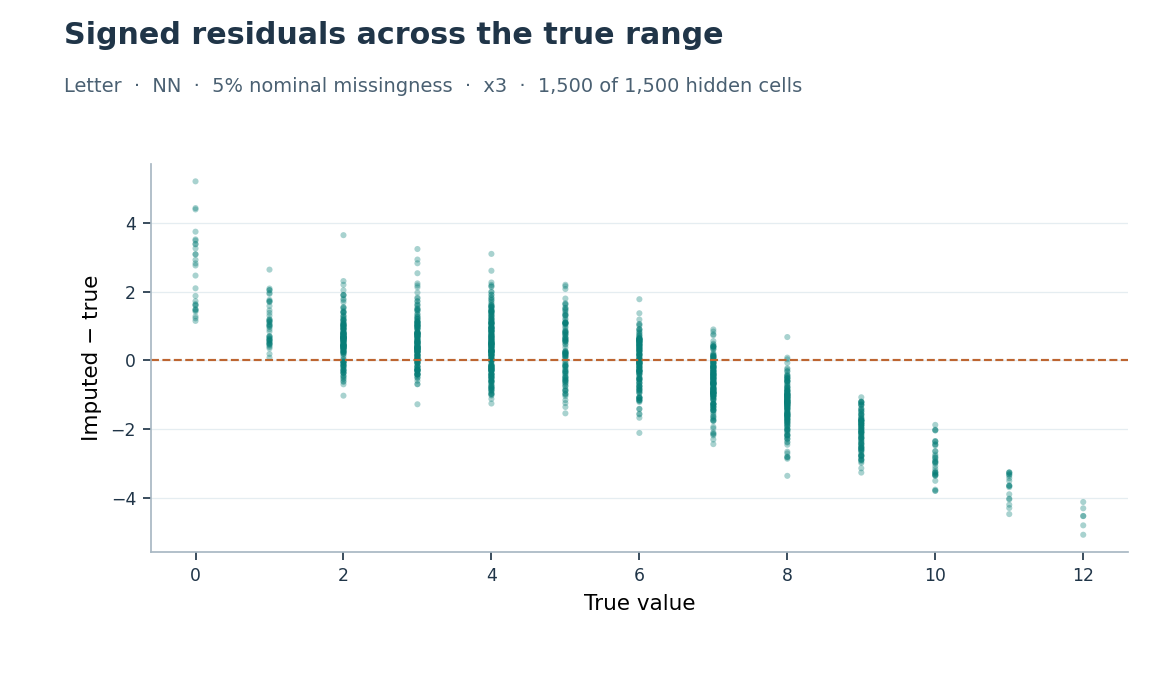 Signed residuals across the true range
Letter · NN · 5% nominal missingness · x3 · 1,500 of 1,500 hidden cells
Imputed − true
4
2
0
−2
−4
0 2 4 6 8 10 12
True value